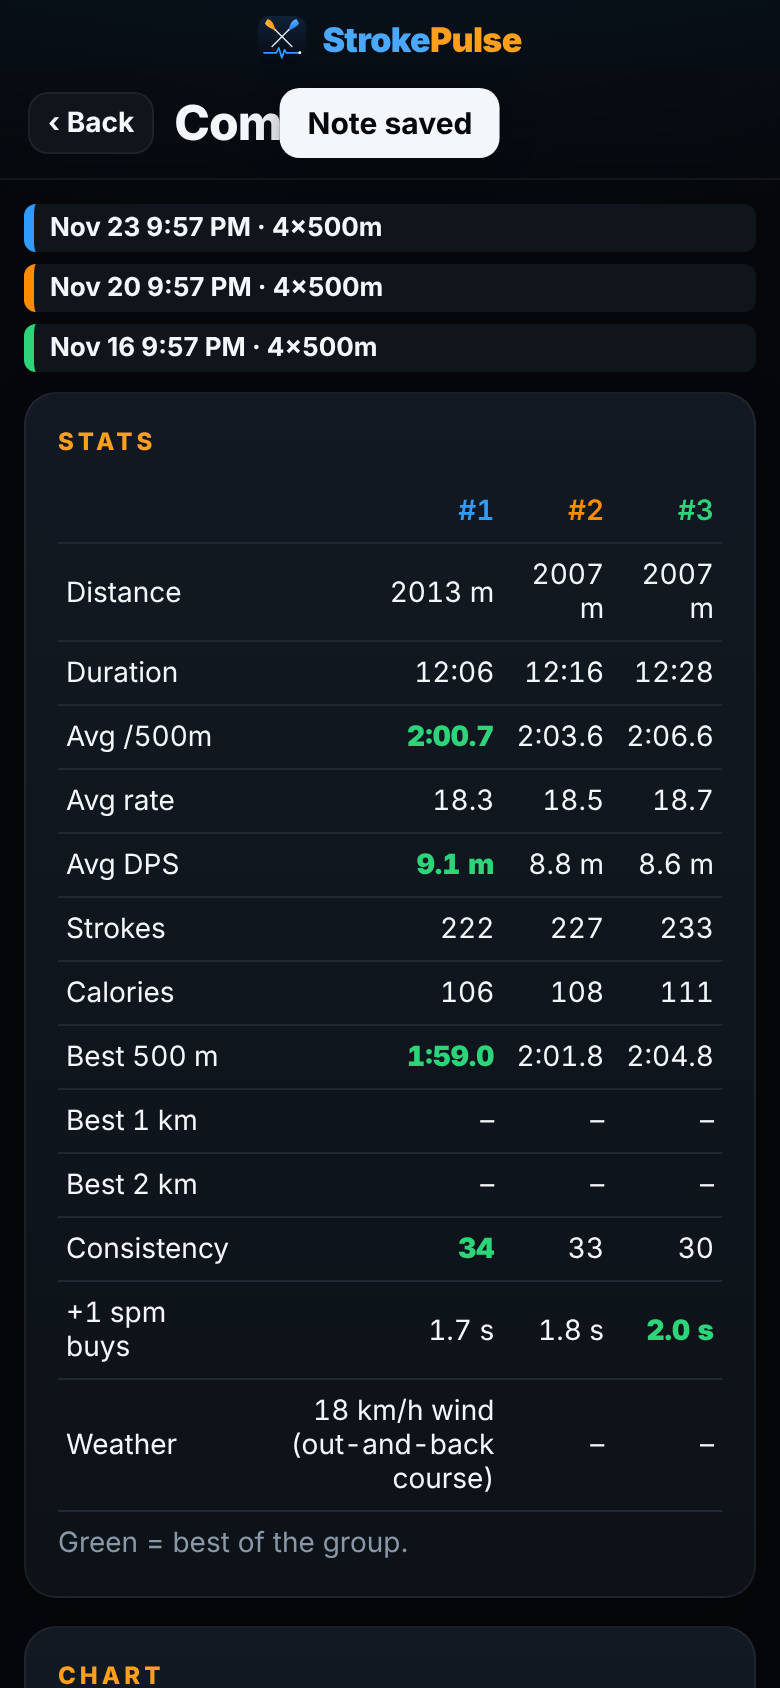 StrokePulse
‹ Back
Com
Note saved
Nov 23 9:57 PM · 4×500m
Nov 20 9:57 PM · 4×500m
Nov 16 9:57 PM · 4×500m
STATS
#1 #2 #3
Distance 2013 m 2007 m 2007 m
Duration 12:06 12:16 12:28
Avg /500m 2:00.7 2:03.6 2:06.6
Avg rate 18.3 18.5 18.7
Avg DPS 9.1 m 8.8 m 8.6 m
Strokes 222 227 233
Calories 106 108 111
Best 500 m 1:59.0 2:01.8 2:04.8
Best 1 km – – –
Best 2 km – – –
Consistency 34 33 30
+1 spm
buys 1.7 s 1.8 s 2.0 s
Weather 18 km/h wind
(out-and-back
course) – –
Green = best of the group.
CHART